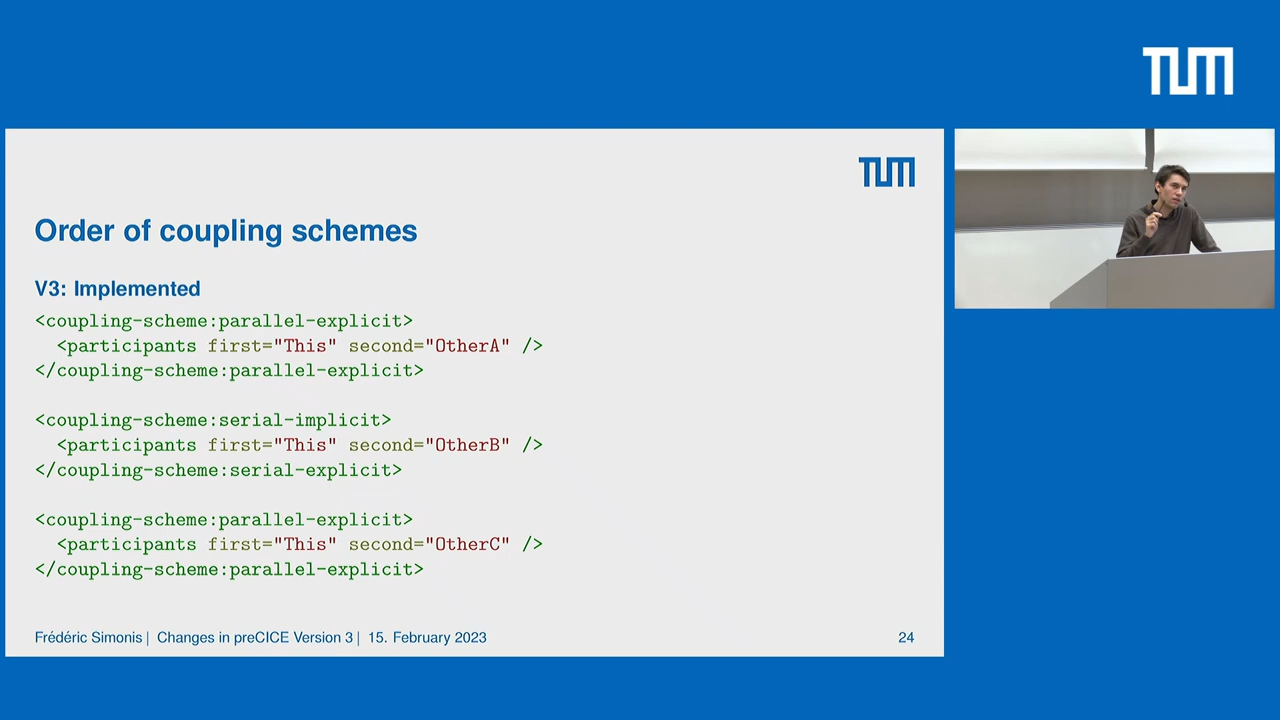 TUM
TUM
Order of coupling schemes
V3: Implemented
<coupling-scheme:parallel-explicit>
  <participants first="This" second="OtherA" />
</coupling-scheme:parallel-explicit>
<coupling-scheme:serial-implicit>
  <participants first="This" second="OtherB" />
</coupling-scheme:serial-explicit>
<coupling-scheme:parallel-explicit>
  <participants first="This" second="OtherC" />
</coupling-scheme:parallel-explicit>
Frédéric Simonis | Changes in preCICE Version 3 | 15. February 2023
24